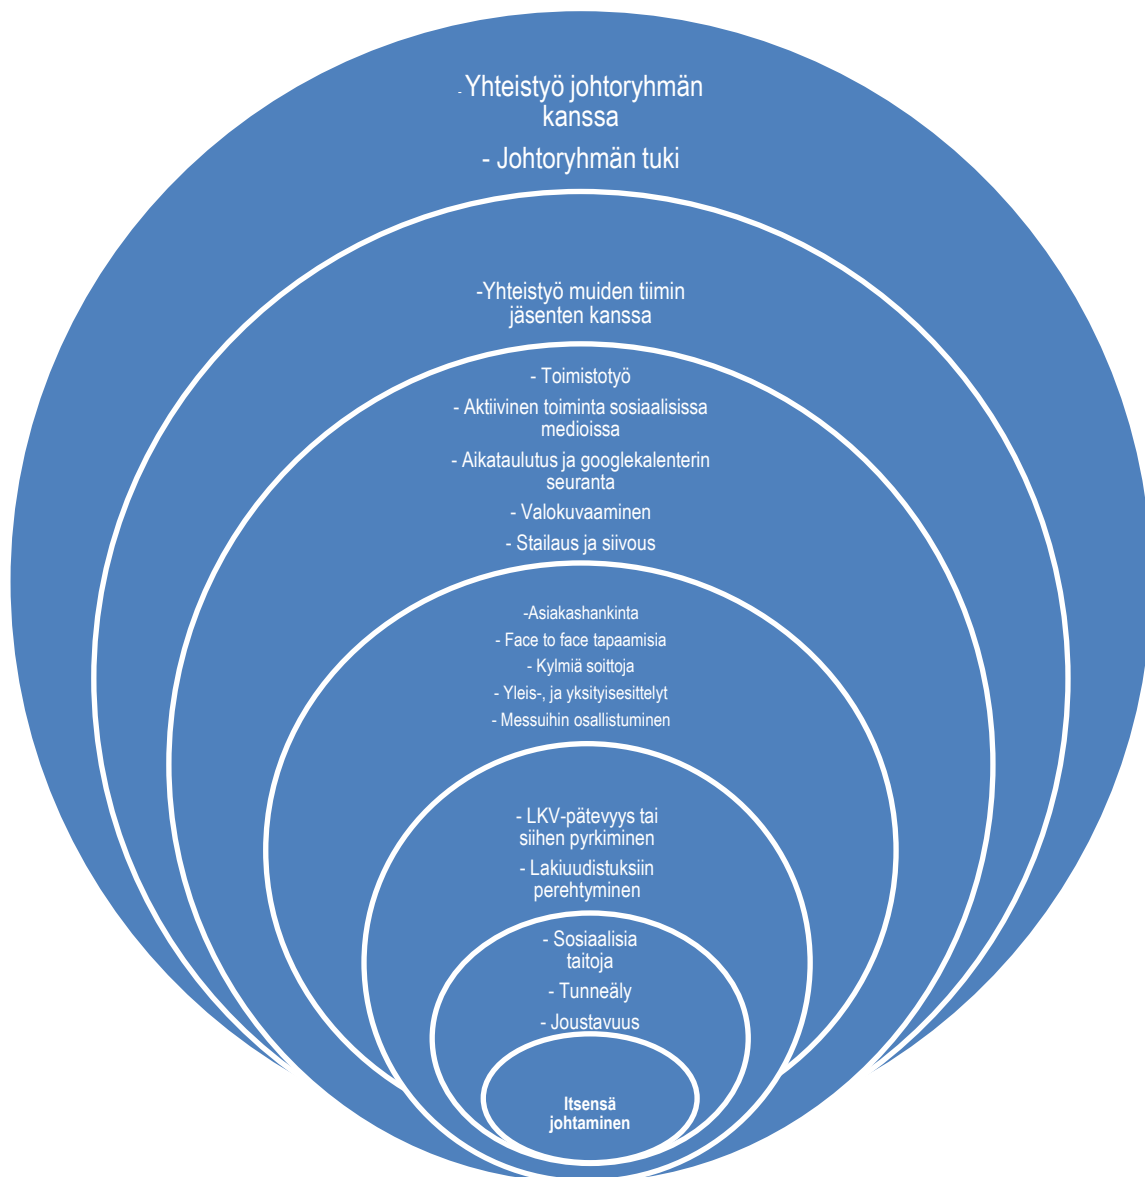 - Yhteistyö johtoryhmän
kanssa
- Johtoryhmän tuki
-Yhteistyö muiden tiimin
jäsenten kanssa
- Toimistotyö
- Aktiivinen toiminta sosiaalisissa
medioissa
- Aikataulutus ja googlekalenterin
seuranta
- Valokuvaaminen
- Stailaus ja siivous
-Asiakashankinta
- Face to face tapaamisia
- Kylmiä soittoja
- Yleis-, ja yksityisesittelyt
- Messuihin osallistuminen
- LKV-pätevyys tai
siihen pyrkiminen
- Lakiuudistuksiin
perehtyminen
- Sosiaalisia
taitoja
- Tunneäly
- Joustavuus
Itsensä
johtaminen